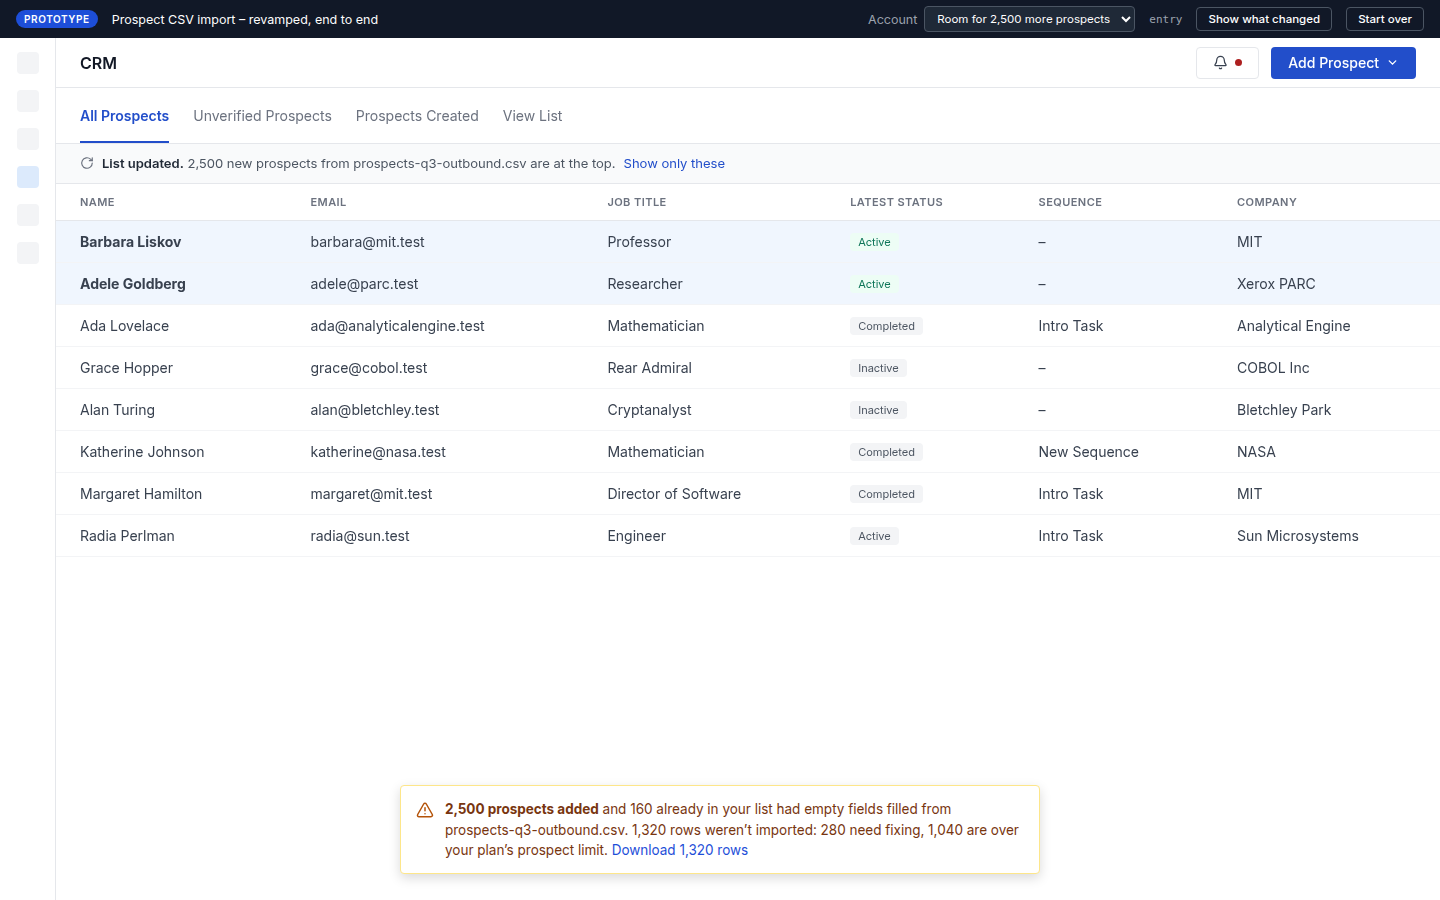 PROTOTYPE Prospect CSV import – revamped, end to end Account Room for 2,500 more prospects entry Show what changed Start over
CRM Add Prospect
All Prospects Unverified Prospects Prospects Created View List
List updated. 2,500 new prospects from prospects-q3-outbound.csv are at the top. Show only these
NAME EMAIL JOB TITLE LATEST STATUS SEQUENCE COMPANY
Barbara Liskov barbara@mit.test Professor Active – MIT
Adele Goldberg adele@parc.test Researcher Active – Xerox PARC
Ada Lovelace ada@analyticalengine.test Mathematician Completed Intro Task Analytical Engine
Grace Hopper grace@cobol.test Rear Admiral Inactive – COBOL Inc
Alan Turing alan@bletchley.test Cryptanalyst Inactive – Bletchley Park
Katherine Johnson katherine@nasa.test Mathematician Completed New Sequence NASA
Margaret Hamilton margaret@mit.test Director of Software Completed Intro Task MIT
Radia Perlman radia@sun.test Engineer Active Intro Task Sun Microsystems
2,500 prospects added and 160 already in your list had empty fields filled from
prospects-q3-outbound.csv. 1,320 rows weren’t imported: 280 need fixing, 1,040 are over
your plan’s prospect limit. Download 1,320 rows